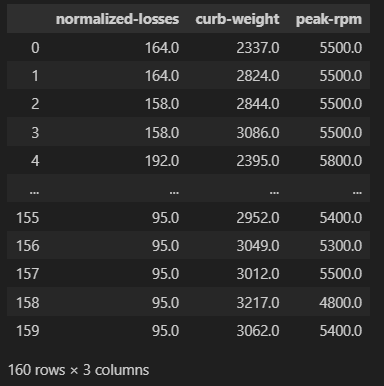 normalized-losses curb-weight peak-rpm
0 164.0 2337.0 5500.0
1 164.0 2824.0 5500.0
2 158.0 2844.0 5500.0
3 158.0 3086.0 5500.0
4 192.0 2395.0 5800.0
... ... ... ...
155 95.0 2952.0 5400.0
156 95.0 3049.0 5300.0
157 95.0 3012.0 5500.0
158 95.0 3217.0 4800.0
159 95.0 3062.0 5400.0
160 rows × 3 columns